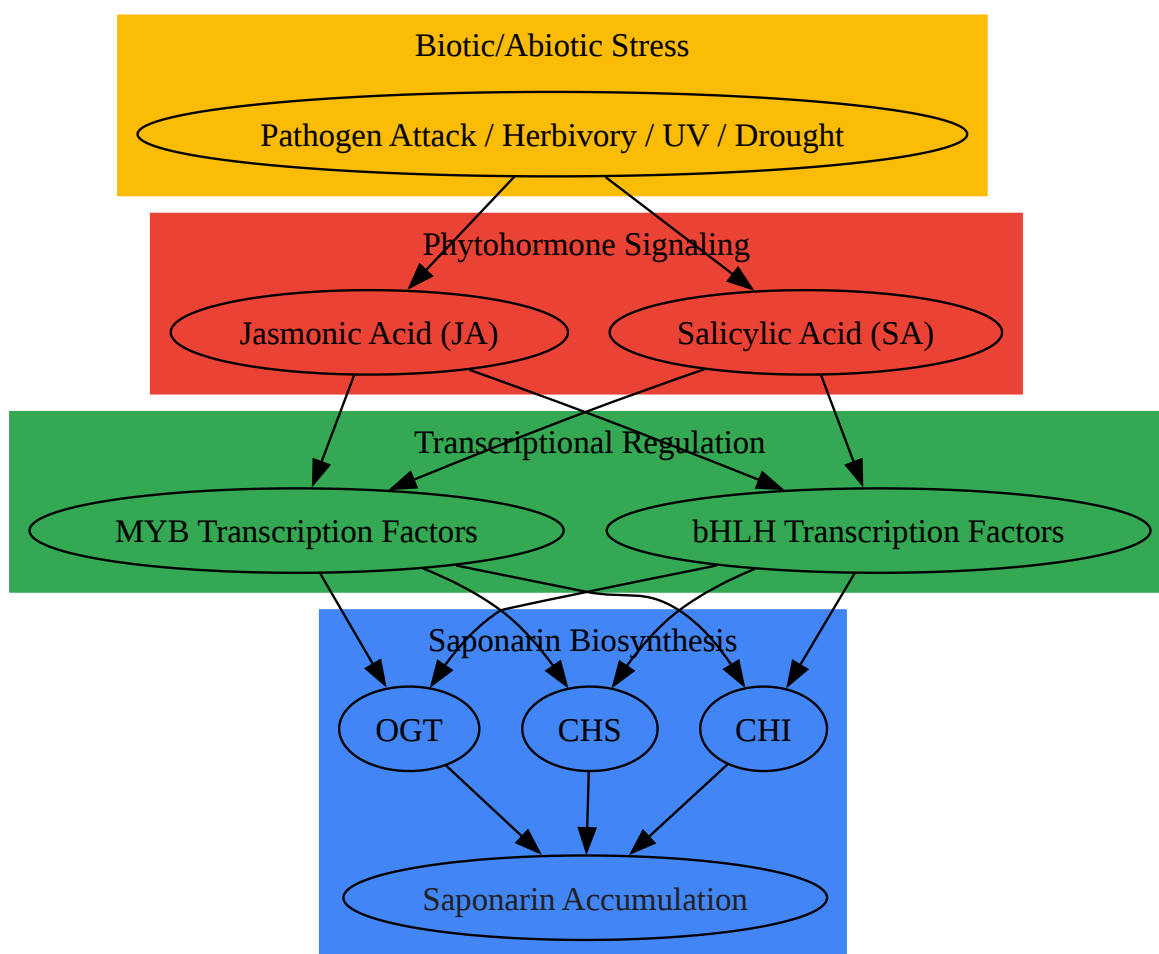 Biotic/Abiotic Stress
Pathogen Attack / Herbivory / UV / Drought
Phytohormone Signaling
Jasmonic Acid (JA)
Salicylic Acid (SA)
Transcriptional Regulation
MYB Transcription Factors
bHLH Transcription Factors
Saponarin Biosynthesis
OGT
CHS
CHI
Saponarin Accumulation